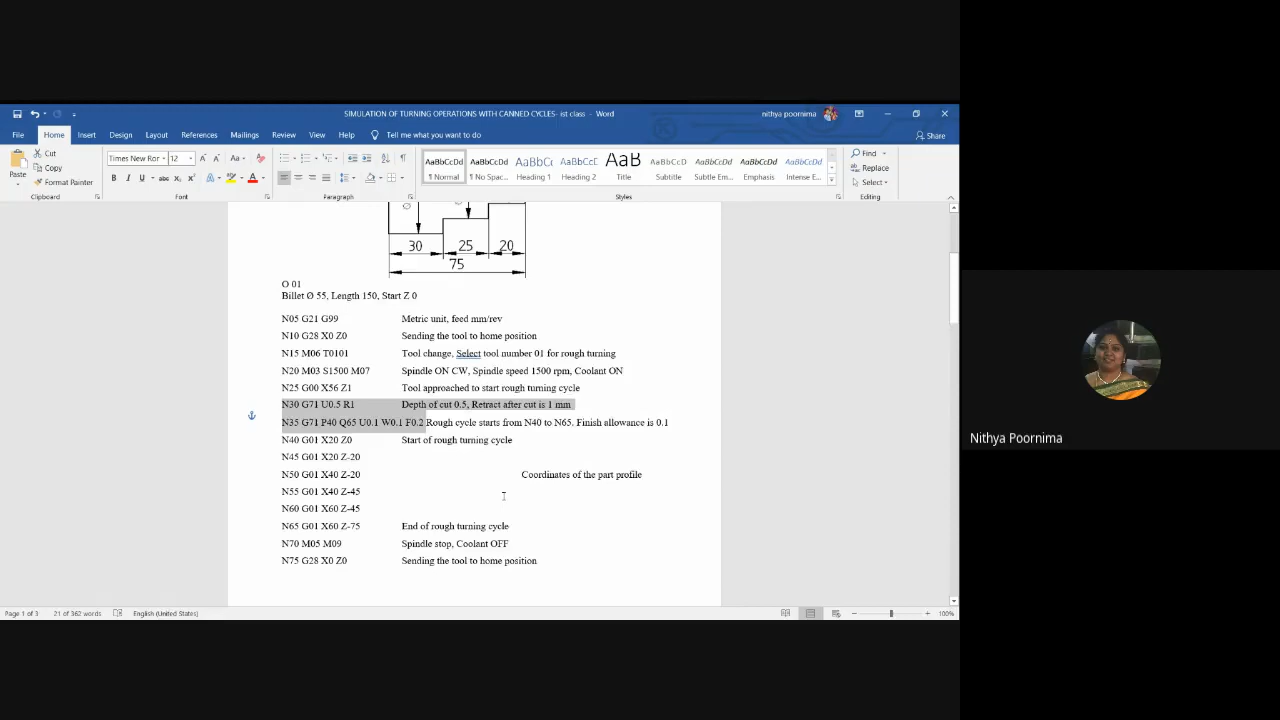 SIMULATION OF TURNING OPERATIONS WITH CANNED CYCLES- ist class - Word
nithya poornima
File Home Insert Design Layout References Mailings Review View Help Tell me what you want to do
Share
Paste
Cut
Copy
Format Painter
Times New Ror 12
AaBbCcDd AaBbCcDd AaBbCc AaBbCcE AaB AaBbCcD AaBbCcDd AaBbCcDd AaBbCcDd
¶ Normal ¶ No Spac... Heading 1 Heading 2 Title Subtitle Subtle Em... Emphasis Intense E...
Find
Replace
Select
Clipboard Font Paragraph Styles Editing
30 25 20
75
O 01
Billet Ø 55, Length 150, Start Z 0
N05 G21 G99 Metric unit, feed mm/rev
N10 G28 X0 Z0 Sending the tool to home position
N15 M06 T0101 Tool change, Select tool number 01 for rough turning
N20 M03 S1500 M07 Spindle ON CW, Spindle speed 1500 rpm, Coolant ON
N25 G00 X56 Z1 Tool approached to start rough turning cycle
N30 G71 U0.5 R1 Depth of cut 0.5, Retract after cut is 1 mm
N35 G71 P40 Q65 U0.1 W0.1 F0.2 Rough cycle starts from N40 to N65. Finish allowance is 0.1
N40 G01 X20 Z0 Start of rough turning cycle
N45 G01 X20 Z-20
N50 G01 X40 Z-20 Coordinates of the part profile
N55 G01 X40 Z-45
N60 G01 X60 Z-45
N65 G01 X60 Z-75 End of rough turning cycle
N70 M05 M09 Spindle stop, Coolant OFF
N75 G28 X0 Z0 Sending the tool to home position
Page 1 of 3 21 of 362 words English (United States) 100%
Nithya Poornima